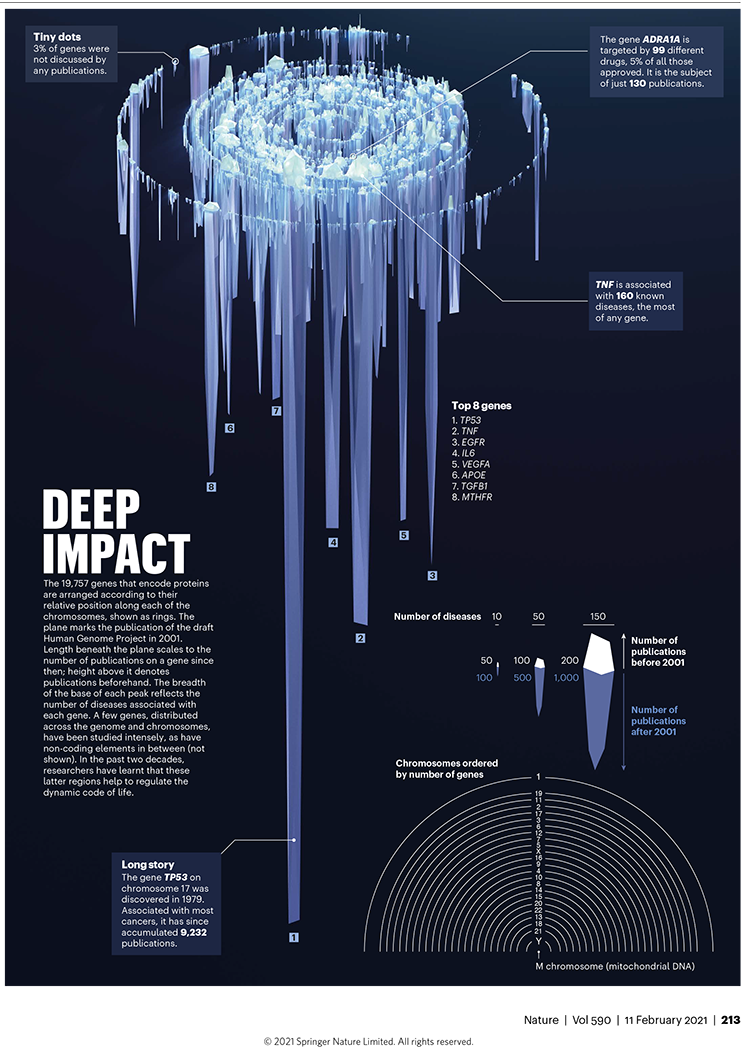 Tiny dots
3% of genes were
not discussed by
any publications.
The gene ADRA1A is
targeted by 99 different
drugs, 5% of all those
approved. It is the subject
of just 130 publications.
TNF is associated
with 160 known
diseases, the most
of any gene.
Top 8 genes
1. TP53
2. TNF
3. EGFR
4. IL6
5. VEGFA
6. APOE
7. TGFB1
8. MTHFR
7
6
8
4
5
3
2
1
DEEP
IMPACT
The 19,757 genes that encode proteins
are arranged according to their
relative position along each of the
chromosomes, shown as rings. The
plane marks the publication of the draft
Human Genome Project in 2001.
Length beneath the plane scales to the
number of publications on a gene since
then; height above it denotes
publications beforehand. The breadth
of the base of each peak reflects the
number of diseases associated with
each gene. A few genes, distributed
across the genome and chromosomes,
have been studied intensely, as have
non-coding elements in between (not
shown). In the past two decades,
researchers have learnt that these
latter regions help to regulate the
dynamic code of life.
Number of diseases 10 50 150
50 100 200
100 500 1,000
Number of
publications
before 2001
Number of
publications
after 2001
Chromosomes ordered
by number of genes
1
19
11
2
17
3
6
12
7
5
X
16
9
4
10
8
14
15
20
22
13
18
21
Y
M chromosome (mitochondrial DNA)
Long story
The gene TP53 on
chromosome 17 was
discovered in 1979.
Associated with most
cancers, it has since
accumulated 9,232
publications.
Nature | Vol 590 | 11 February 2021 | 213
© 2021 Springer Nature Limited. All rights reserved.